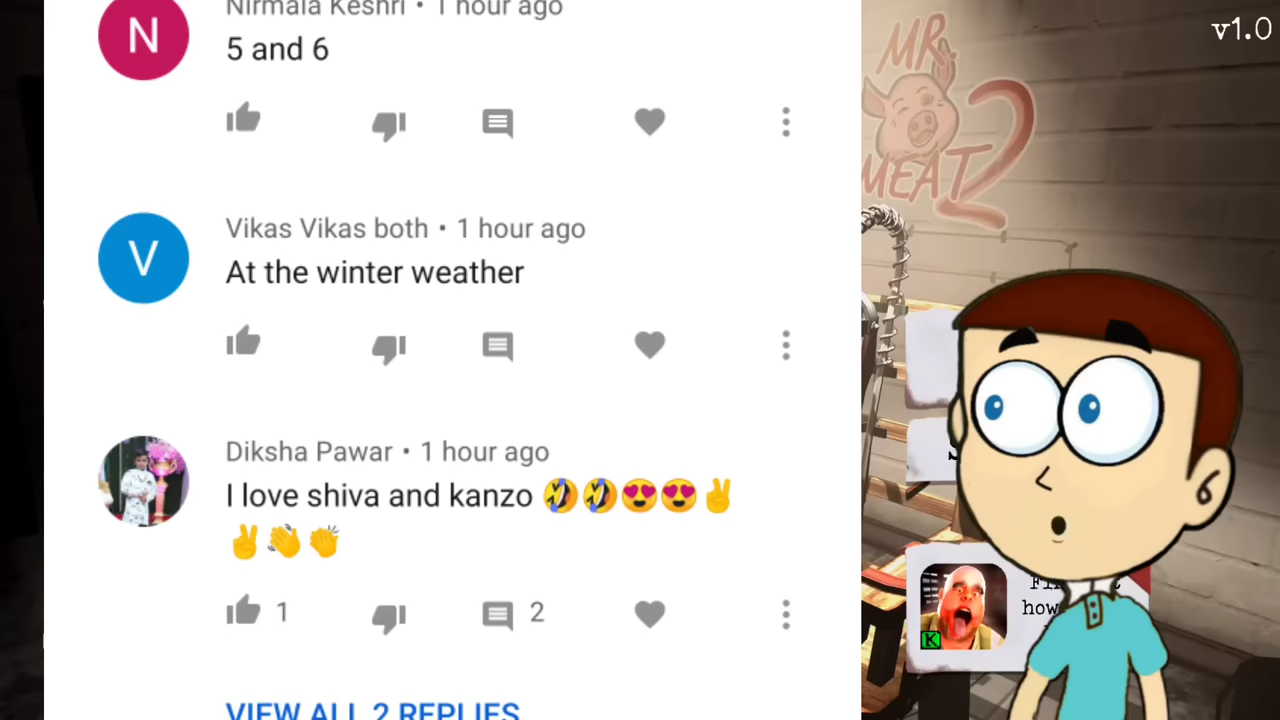 Nirmala Keshri • 1 hour ago
5 and 6
Vikas Vikas both • 1 hour ago
At the winter weather
Diksha Pawar • 1 hour ago
I love shiva and kanzo 🤣🤣😍😍✌
✌👏👏
1
2
VIEW ALL 2 REPLIES
v1.0
MR
MEAT 2
how
K
N
V